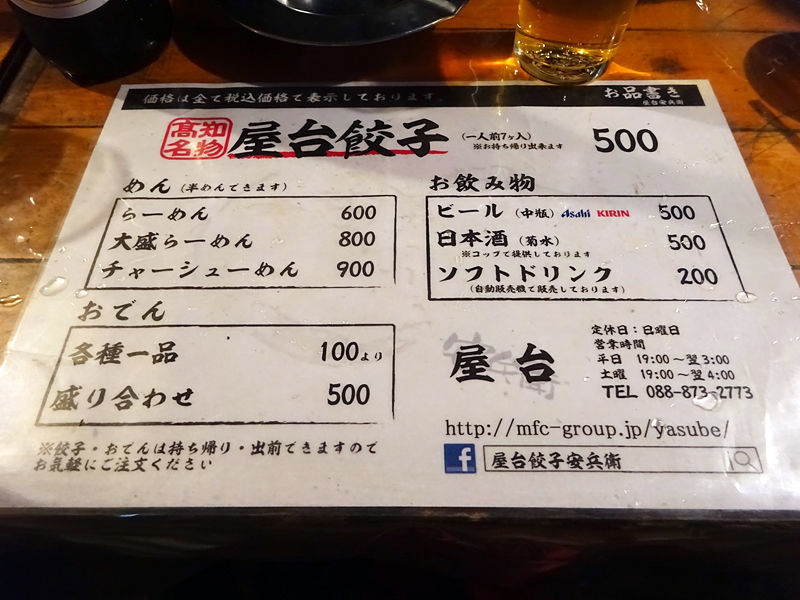 価格は全て税込価格で表示しております。
お品書き
屋台安兵衛
高知名物 屋台餃子 (一人前7ヶ入) 500
※お持ち帰り出来ます
めん (半めんできます)
らーめん 600
大盛らーめん 800
チャーシューめん 900
おでん
各種一品 100より
盛り合わせ 500
※餃子・おでんは持ち帰り・出前できますので
お気軽にご注文ください
お飲み物
ビール (中瓶) Asahi KIRIN 500
日本酒 (菊水) 500
※コップで提供しております
ソフトドリンク 200
(自動販売機で販売しております)
安兵衛
屋台
定休日：日曜日
営業時間
平日 19:00～翌3:00
土曜 19:00～翌4:00
TEL 088-873-2773
http://mfc-group.jp/yasube/
f 屋台餃子安兵衛